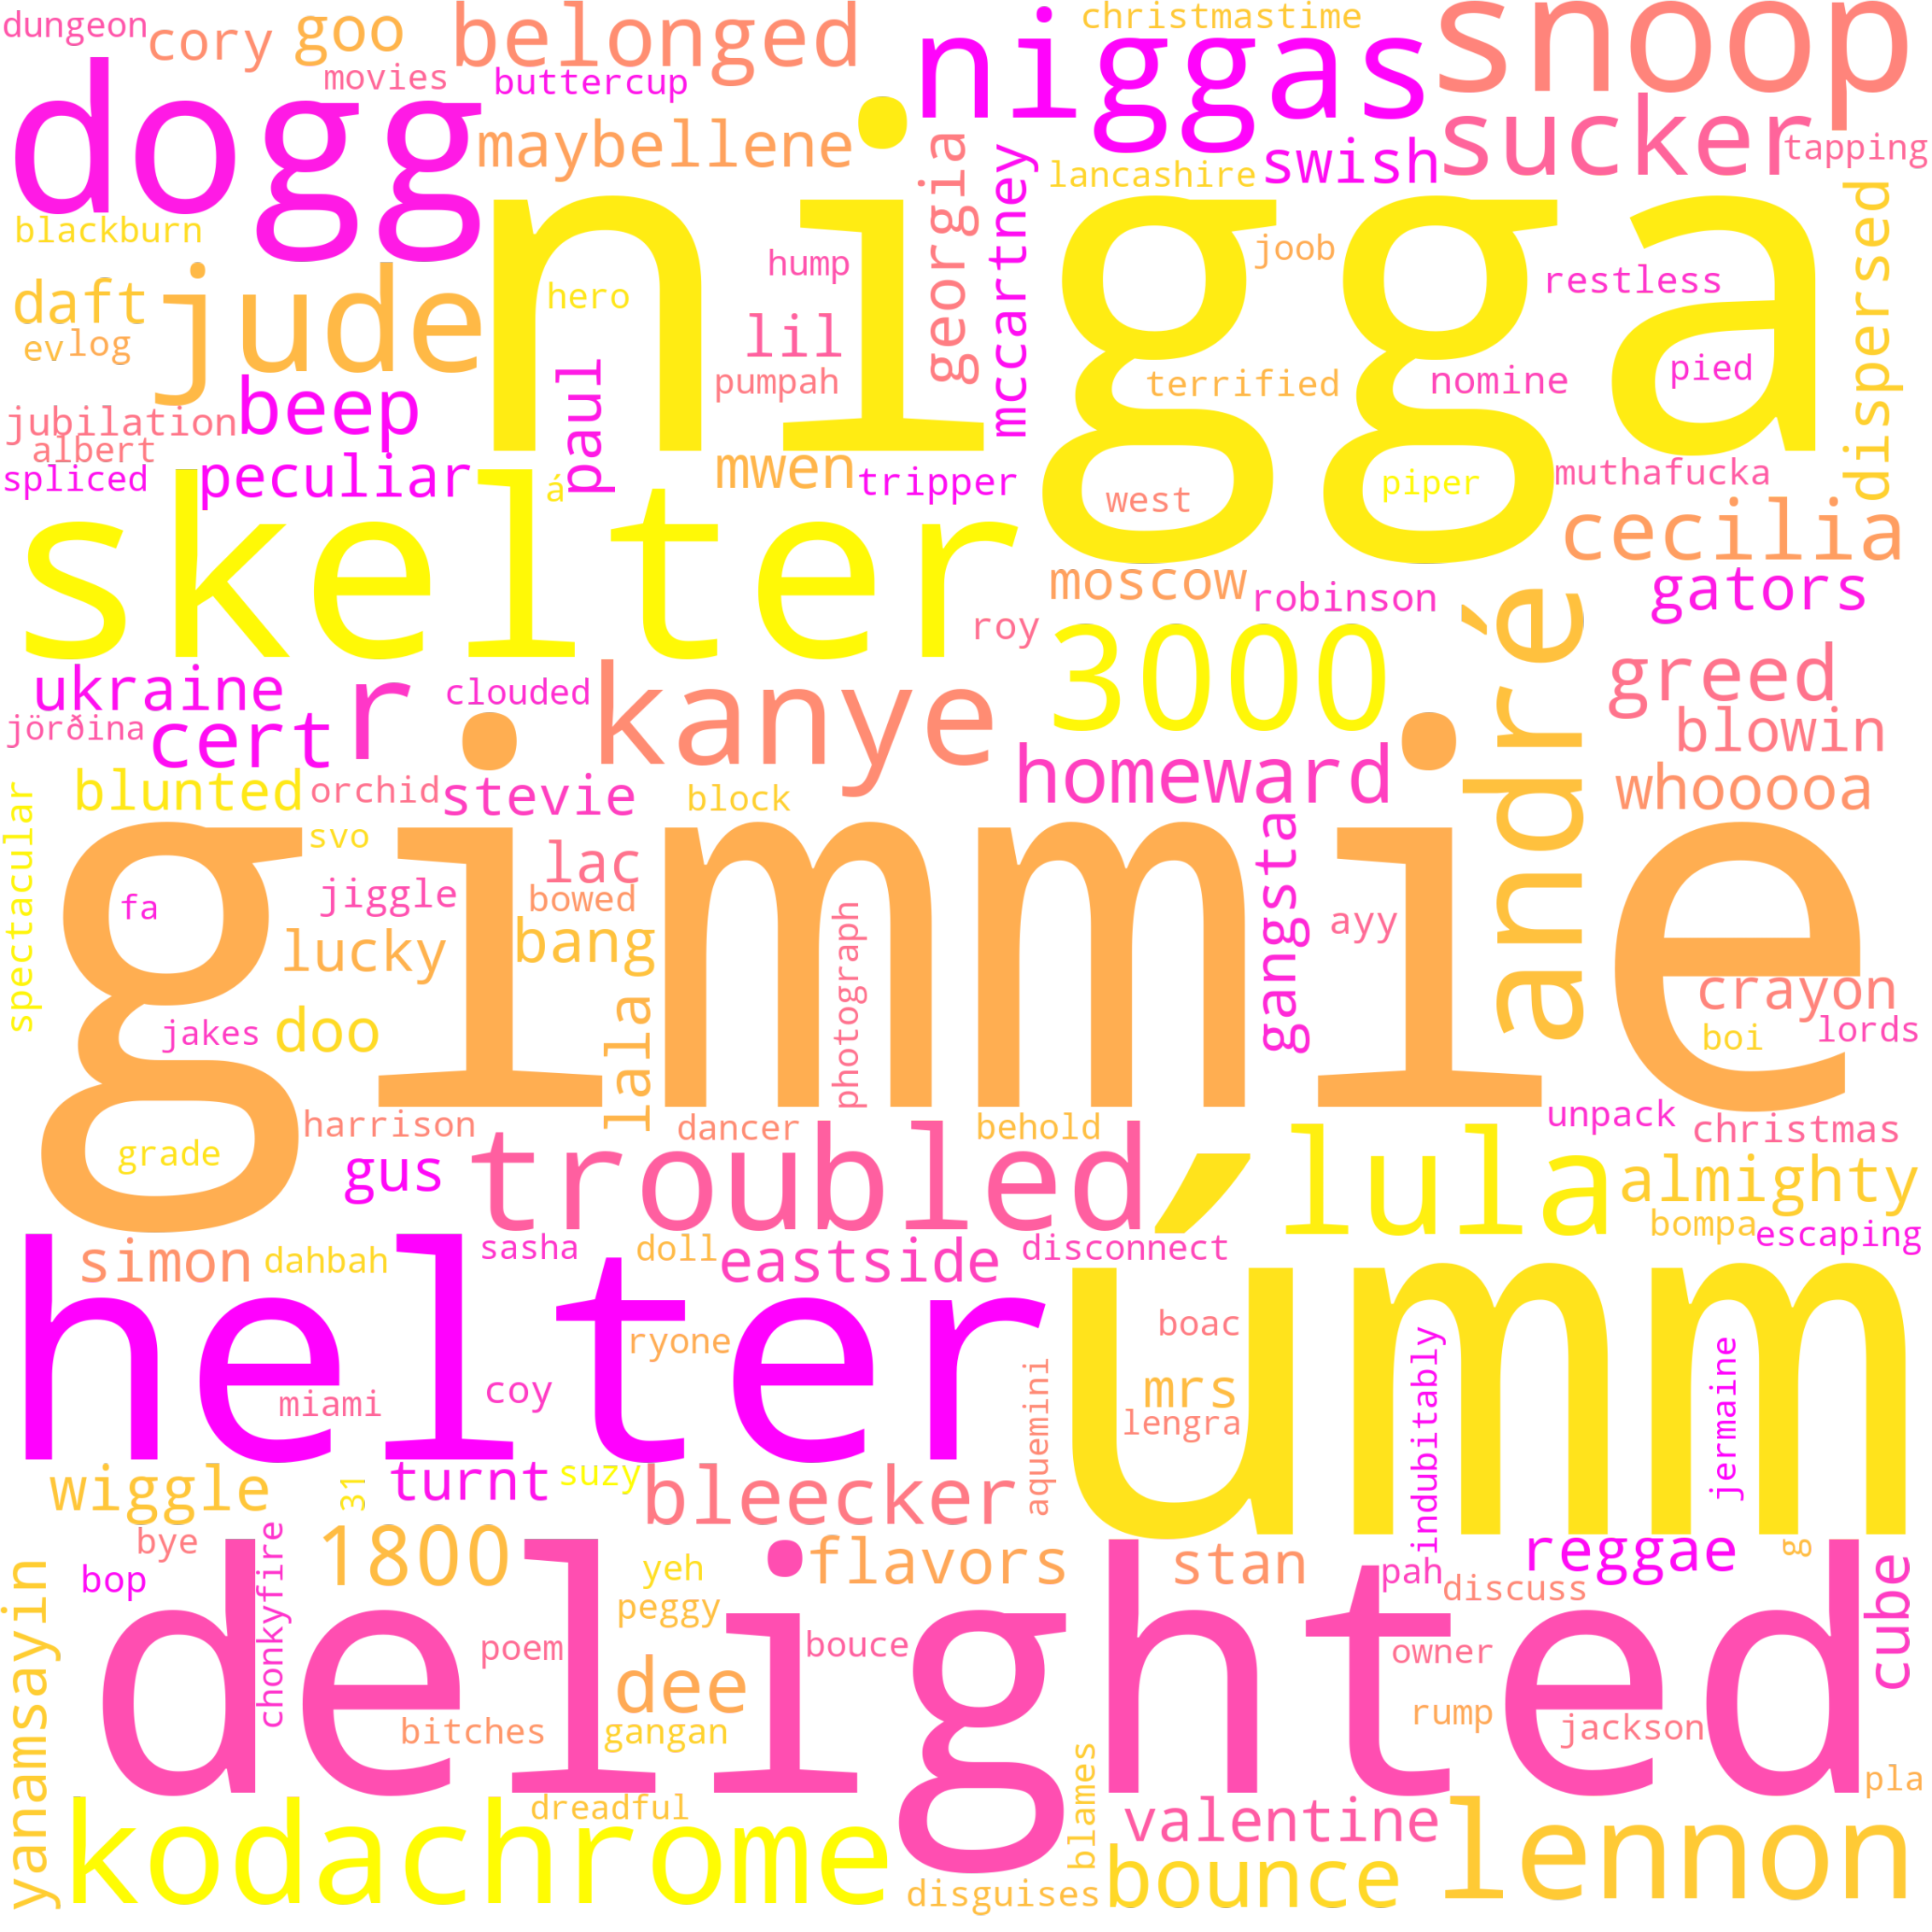 dungeon
cory
goo
belonged
christmastime
snoop
movies
buttercup
niggas
dogg
maybellene
sucker
tapping
swish
lancashire
georgia
mccartney
nigga
dispersed
blackburn
daft
jude
hero
hump
joob
restless
ev
log
lil
paul
pumpah
terrified
nomine
pied
jubilation
beep
albert
spliced
peculiar
á
mwen
tripper
west
piper
muthafucka
skelter
cecilia
moscow
robinson
gators
roy
3000
andré
greed
ukraine
r
clouded
kanye
blowin
jörðina
cert
homeward
whooooa
blunted
orchid
stevie
block
spectacular
svo
lac
gangsta
gimmie
fa
jiggle
bowed
ayy
lucky
bang
photograph
crayon
jakes
doo
lala
boi
lords
harrison
dancer
behold
unpack
christmas
grade
gus
troubled
lula
almighty
bompa
escaping
simon
dahbah
sasha
doll
eastside
disconnect
helter
umm
boac
ryone
miami
coy
mrs
lengra
aquemini
indubitably
jermaine
wiggle
31
turnt
suzy
bleecker
bye
1800
flavors
stan
reggae
g
bop
chonkyfire
yeh
pah
discuss
cube
yanamsayin
delighted
peggy
poem
bouce
owner
dee
bitches
gangan
rump
jackson
blames
pla
dreadful
kodachrome
valentine
lennon
disguises
bounce